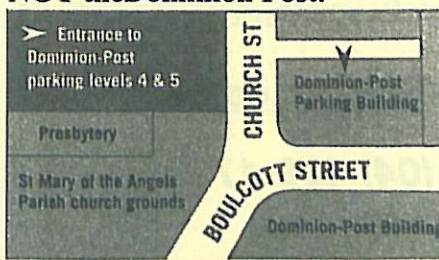 NOT the Dominion Post.
Entrance to
Dominion-Post
parking levels 4 & 5
CHURCH ST
Dominion-Post
Parking Building
Presbytery
St Mary of the Angels
Parish church grounds
BOULCOTT STREET
Dominion-Post Building